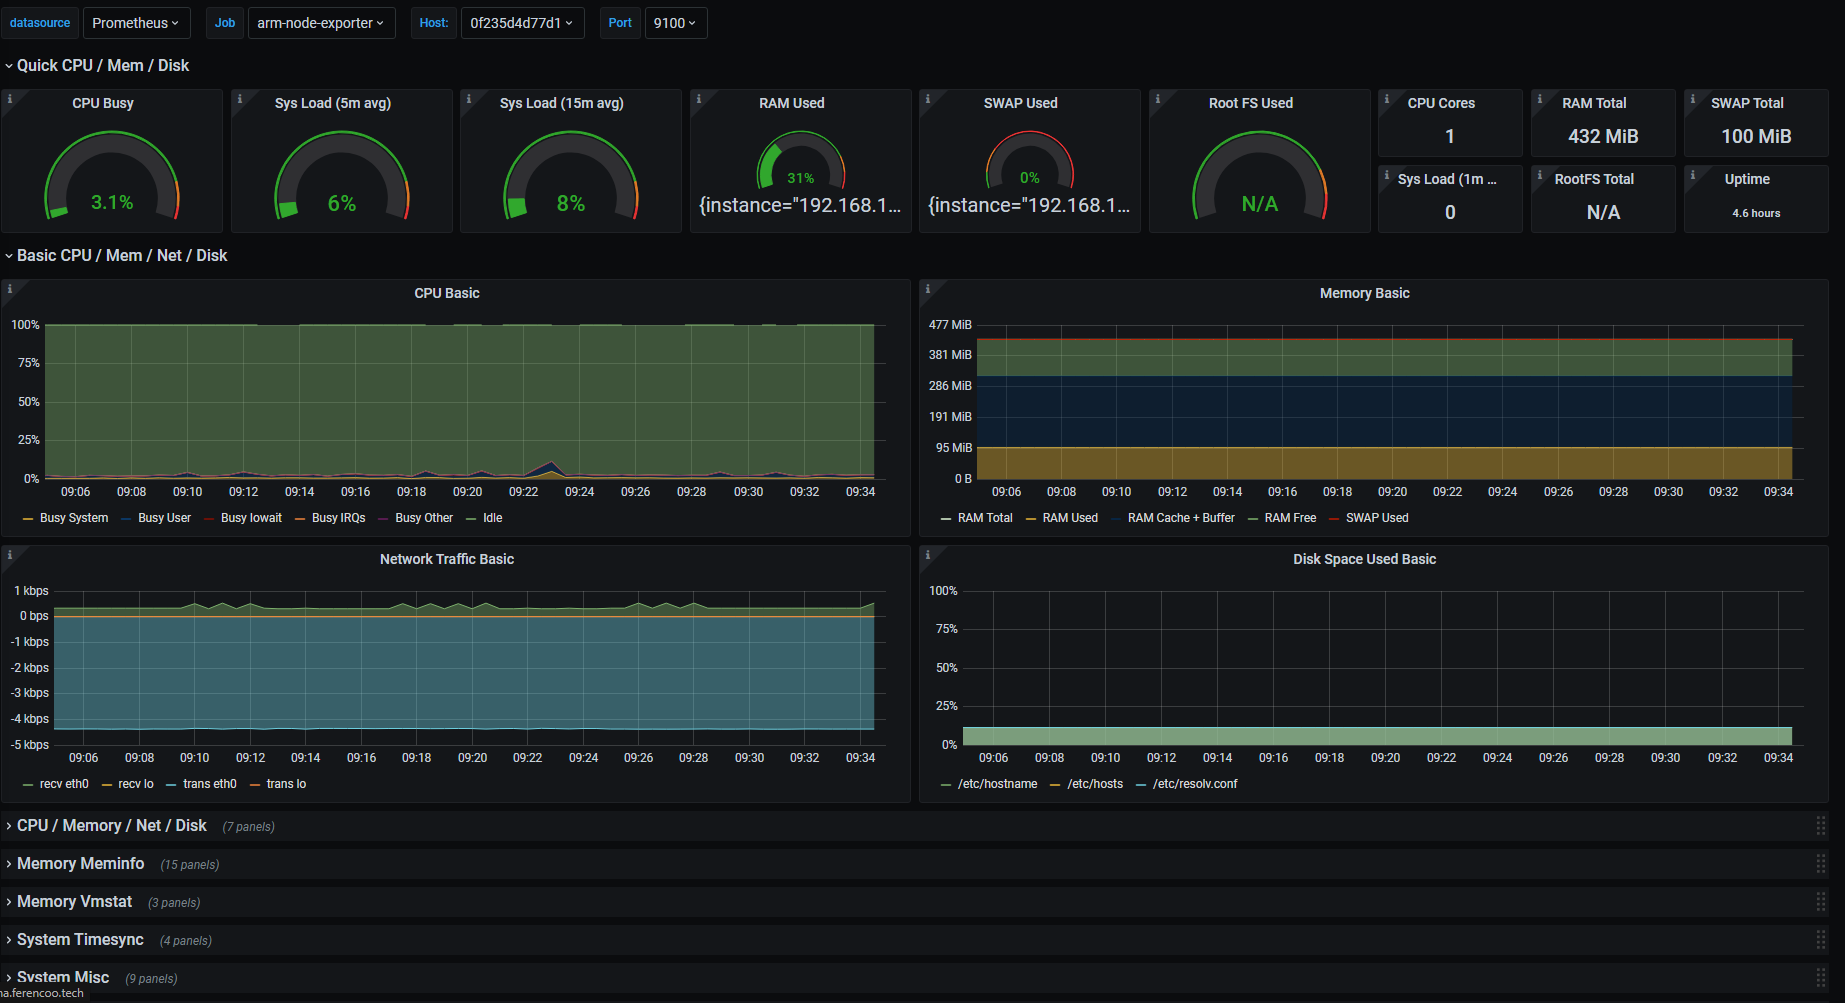 datasource Prometheus Job arm-node-exporter Host: 0f235d4d77d1 Port 9100
Quick CPU / Mem / Disk
CPU Busy
3.1%
Sys Load (5m avg)
6%
Sys Load (15m avg)
8%
RAM Used
31%
{instance="192.168.1...
SWAP Used
0%
{instance="192.168.1...
Root FS Used
N/A
CPU Cores
1
RAM Total
432 MiB
SWAP Total
100 MiB
Sys Load (1m ...
0
RootFS Total
N/A
Uptime
4.6 hours
Basic CPU / Mem / Net / Disk
CPU Basic
100%
75%
50%
25%
0%
09:06 09:08 09:10 09:12 09:14 09:16 09:18 09:20 09:22 09:24 09:26 09:28 09:30 09:32 09:34
Busy System Busy User Busy Iowait Busy IRQs Busy Other Idle
Memory Basic
477 MiB
381 MiB
286 MiB
191 MiB
95 MiB
0 B
09:06 09:08 09:10 09:12 09:14 09:16 09:18 09:20 09:22 09:24 09:26 09:28 09:30 09:32 09:34
RAM Total RAM Used RAM Cache + Buffer RAM Free SWAP Used
Network Traffic Basic
1 kbps
0 bps
-1 kbps
-2 kbps
-3 kbps
-4 kbps
-5 kbps
09:06 09:08 09:10 09:12 09:14 09:16 09:18 09:20 09:22 09:24 09:26 09:28 09:30 09:32 09:34
recv eth0 recv lo trans eth0 trans lo
Disk Space Used Basic
100%
75%
50%
25%
0%
09:06 09:08 09:10 09:12 09:14 09:16 09:18 09:20 09:22 09:24 09:26 09:28 09:30 09:32 09:34
/etc/hostname /etc/hosts /etc/resolv.conf
CPU / Memory / Net / Disk (7 panels)
Memory Meminfo (15 panels)
Memory Vmstat (3 panels)
System Timesync (4 panels)
System Misc (9 panels)
na.ferencoo.tech